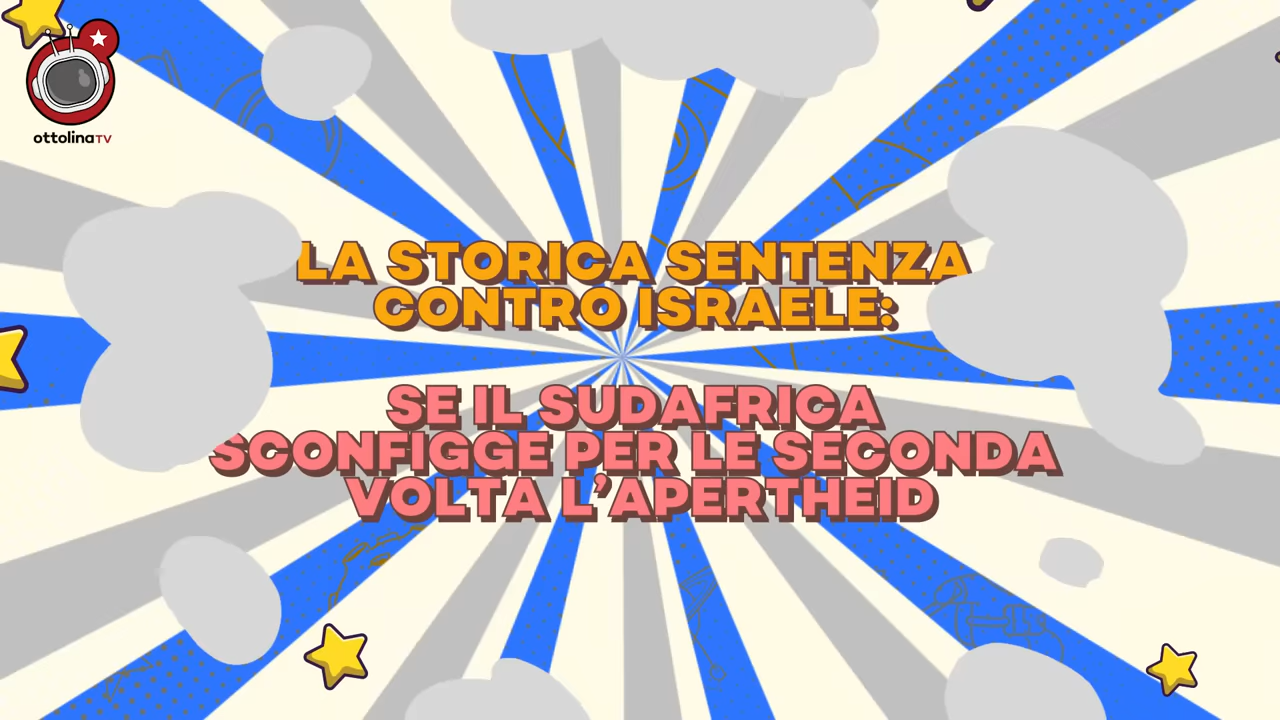 ottolinaTV
LA STORICA SENTENZA
CONTRO ISRAELE:
SE IL SUDAFRICA
SCONFIGGE PER LE SECONDA
VOLTA L'APERTHEID